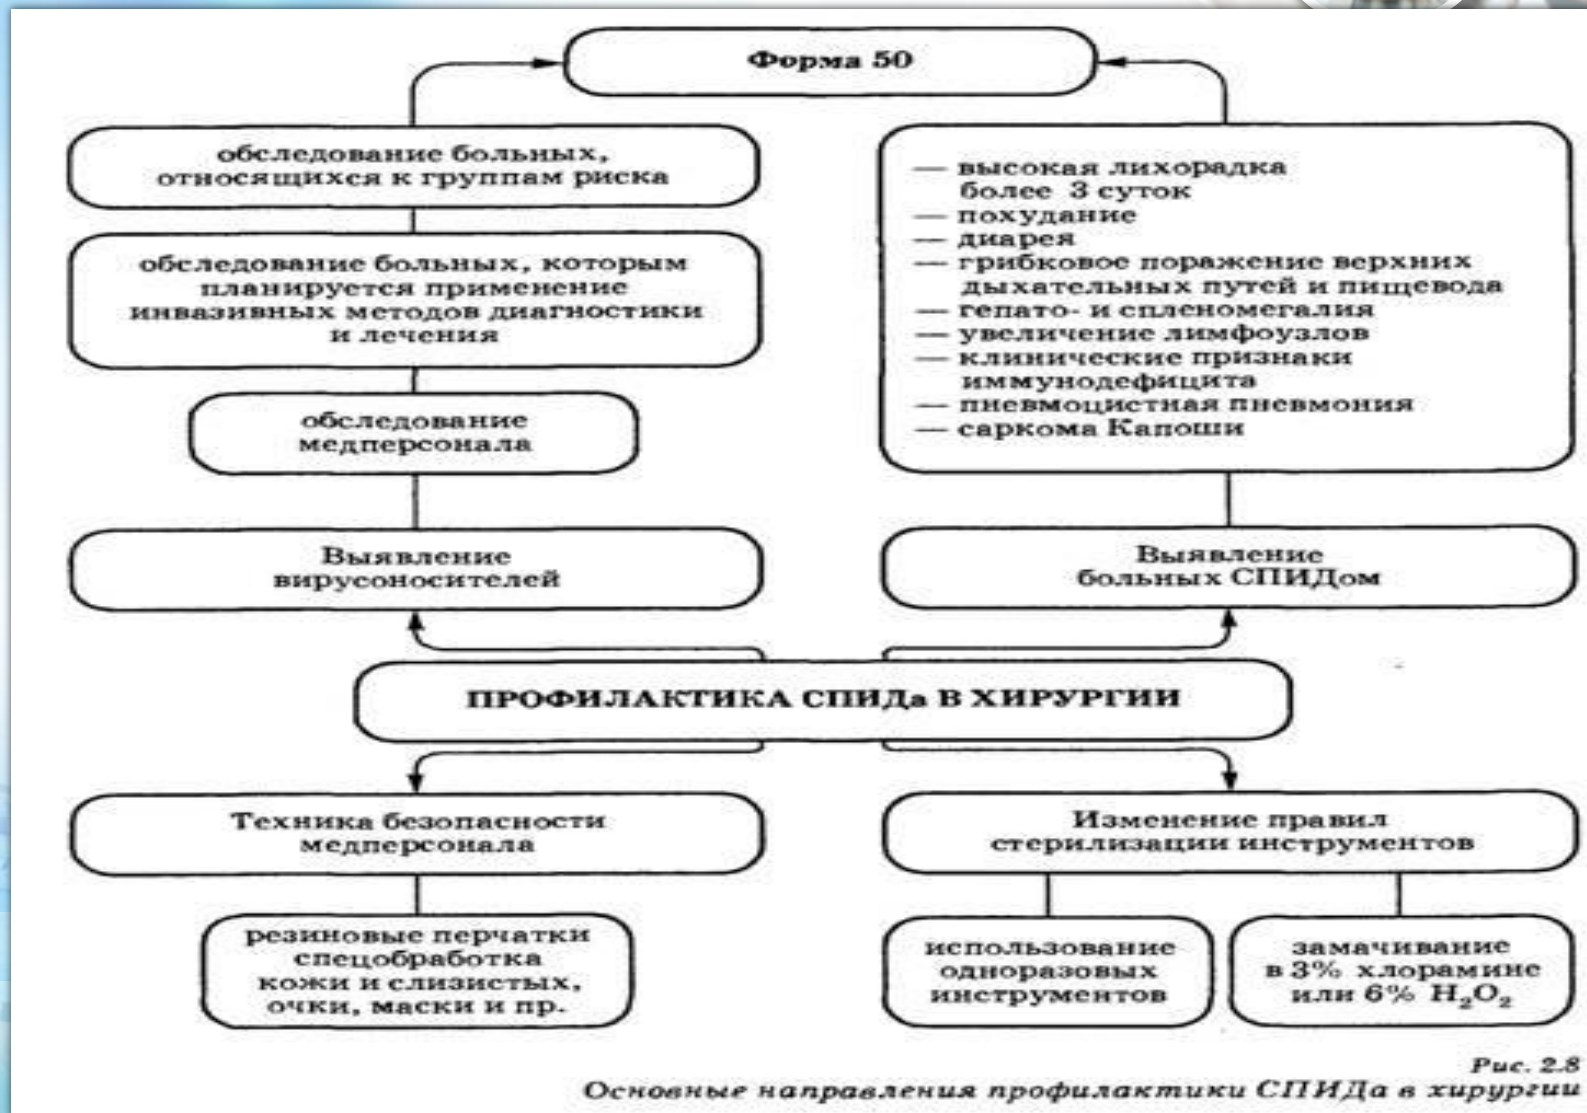 Форма 50
обследование больных,
относящихся к группам риска
обследование больных, которым
планируется применение
инвазивных методов диагностики
и лечения
обследование
медперсонала
Выявление
вирусоносителей
— высокая лихорадка
более 3 суток
— похудание
— диарея
— грибковое поражение верхних
дыхательных путей и пищевода
— гепато- и спленомегалия
— увеличение лимфоузлов
— клинические признаки
иммунодефицита
— пневмоцистная пневмония
— саркома Капоши
Выявление
больных СПИДом
ПРОФИЛАКТИКА СПИДа В ХИРУРГИИ
Техника безопасности
медперсонала
резиновые перчатки
спецобработка
кожи и слизистых,
очки, маски и пр.
Изменение правил
стерилизации инструментов
использование
одноразовых
инструментов
замачивание
в 3% хлорамине
или 6% H₂O₂
Рис. 2.8
Основные направления профилактики СПИДа в хирургии